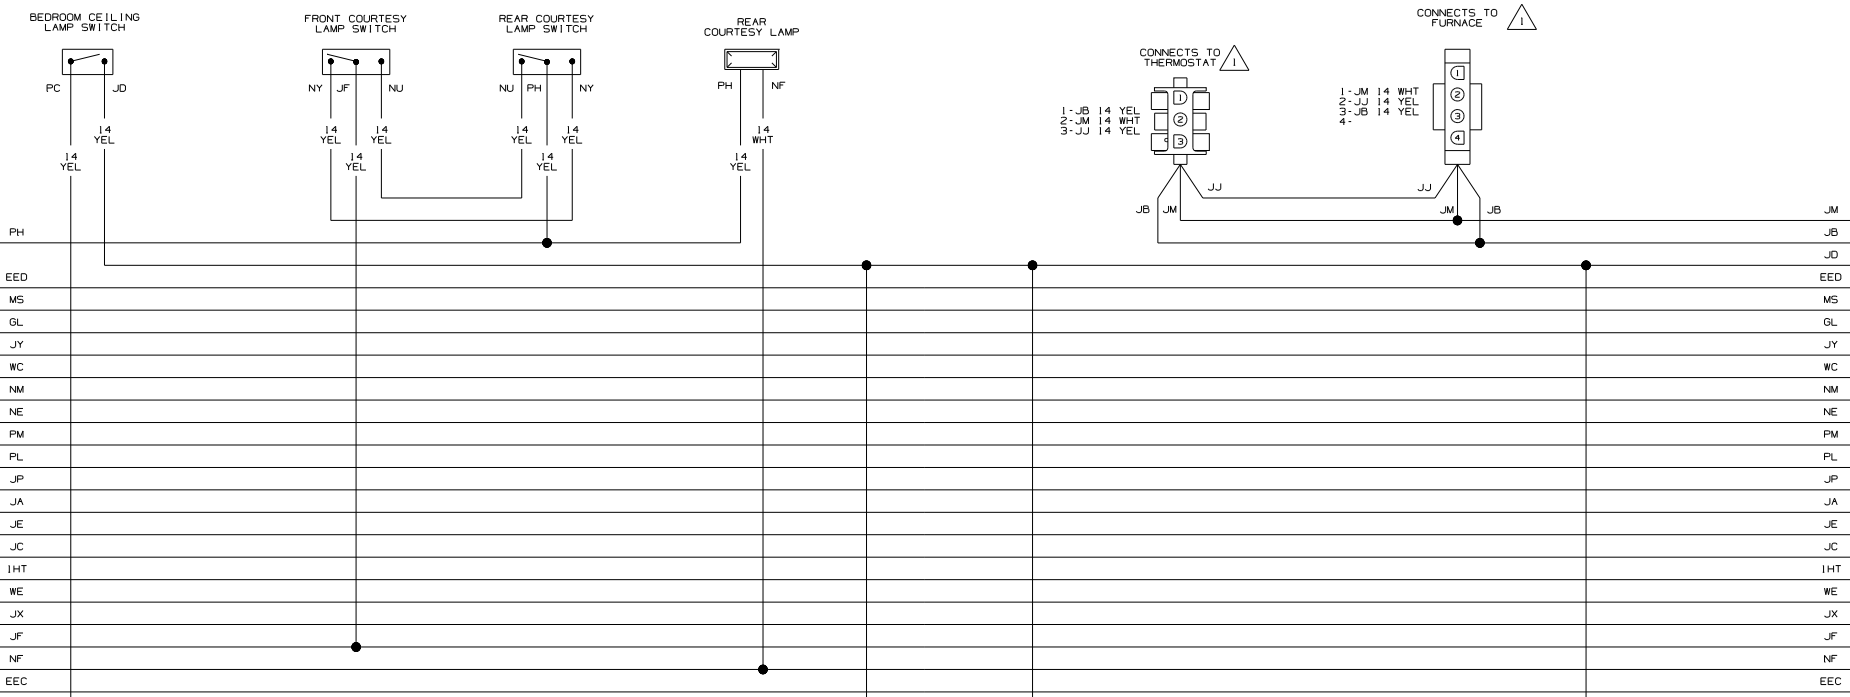 BEDROOM CEILING
LAMP SWITCH
FRONT COURTESY
LAMP SWITCH
REAR COURTESY
LAMP SWITCH
REAR
COURTESY LAMP
CONNECTS TO
THERMOSTAT
1
CONNECTS TO
FURNACE
1
PC
JD
NY
JF
NU
NU
PH
NY
PH
NF
14
YEL
14
YEL
14
YEL
14
YEL
14
YEL
14
YEL
14
YEL
14
YEL
14
YEL
14
WHT
1-JB 14 YEL
2-JM 14 WHT
3-JJ 14 YEL
1
2
3
1-JM 14 WHT
2-JJ 14 YEL
3-JB 14 YEL
4-
1
2
3
4
JJ
JB
JM
JJ
JM
JB
PH
EED
MS
GL
JY
WC
NM
NE
PM
PL
JP
JA
JE
JC
1HT
WE
JX
JF
NF
EEC
JM
JB
JD
EED
MS
GL
JY
WC
NM
NE
PM
PL
JP
JA
JE
JC
1HT
WE
JX
JF
NF
EEC